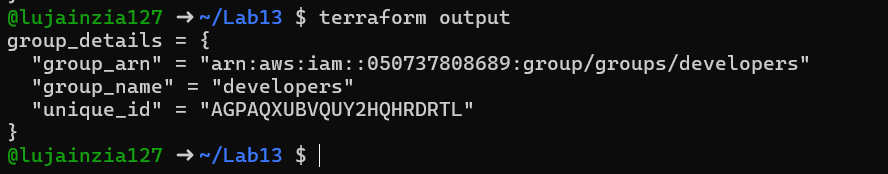 @lujainzia127 ➜ ~/Lab13 $ terraform output
group_details = {
  "group_arn" = "arn:aws:iam::050737808689:group/groups/developers"
  "group_name" = "developers"
  "unique_id" = "AGPAQXUBVQUY2HQHRDRTL"
}
@lujainzia127 ➜ ~/Lab13 $